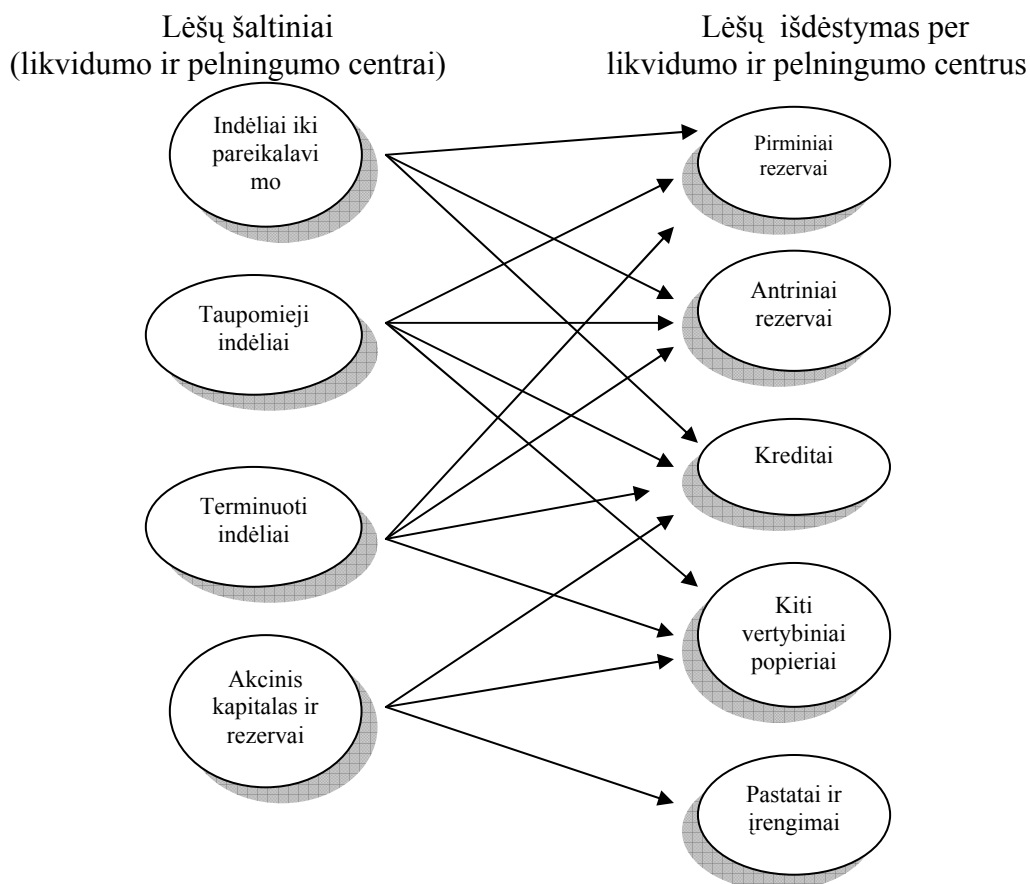 Lėšų šaltiniai
(likvidumo ir pelningumo centrai)
Lėšų išdėstymas per
likvidumo ir pelningumo centrus
Indėliai iki
pareikalavi
mo
Pirminiai
rezervai
Taupomieji
indėliai
Antriniai
rezervai
Kreditai
Terminuoti
indėliai
Kiti
vertybiniai
popieriai
Akcinis
kapitalas ir
rezervai
Pastatai ir
įrengimai